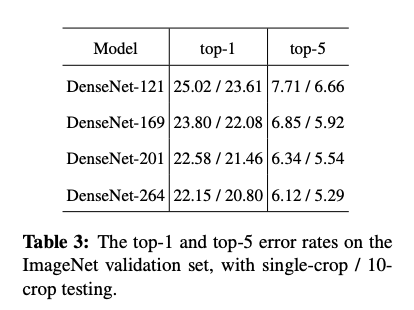 Model top-1 top-5
DenseNet-121 25.02 / 23.61 7.71 / 6.66
DenseNet-169 23.80 / 22.08 6.85 / 5.92
DenseNet-201 22.58 / 21.46 6.34 / 5.54
DenseNet-264 22.15 / 20.80 6.12 / 5.29
Table 3: The top-1 and top-5 error rates on the
ImageNet validation set, with single-crop / 10-
crop testing.